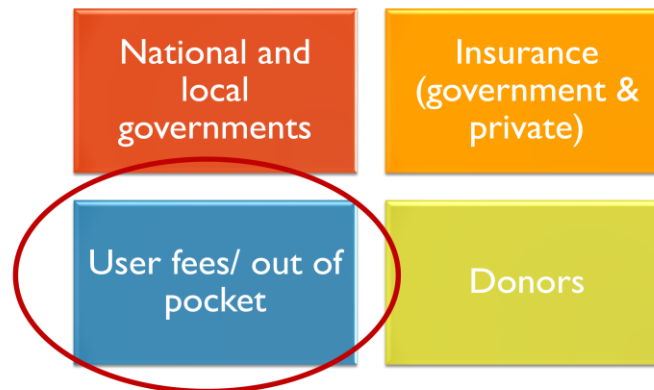 National and
local
governments
Insurance
(government &
private)
User fees/ out of
pocket
Donors